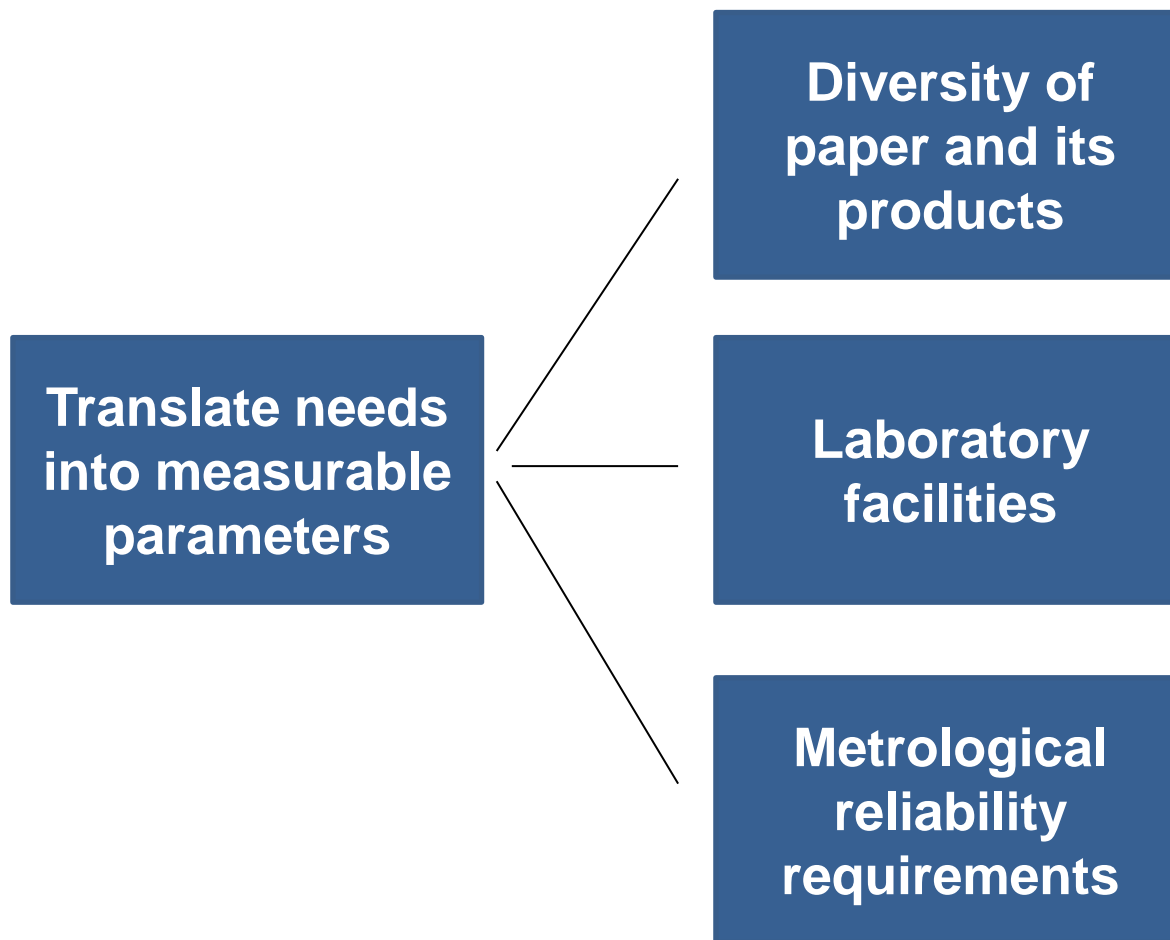 Diversity of
paper and its
products
Translate needs
into measurable
parameters
Laboratory
facilities
Metrological
reliability
requirements